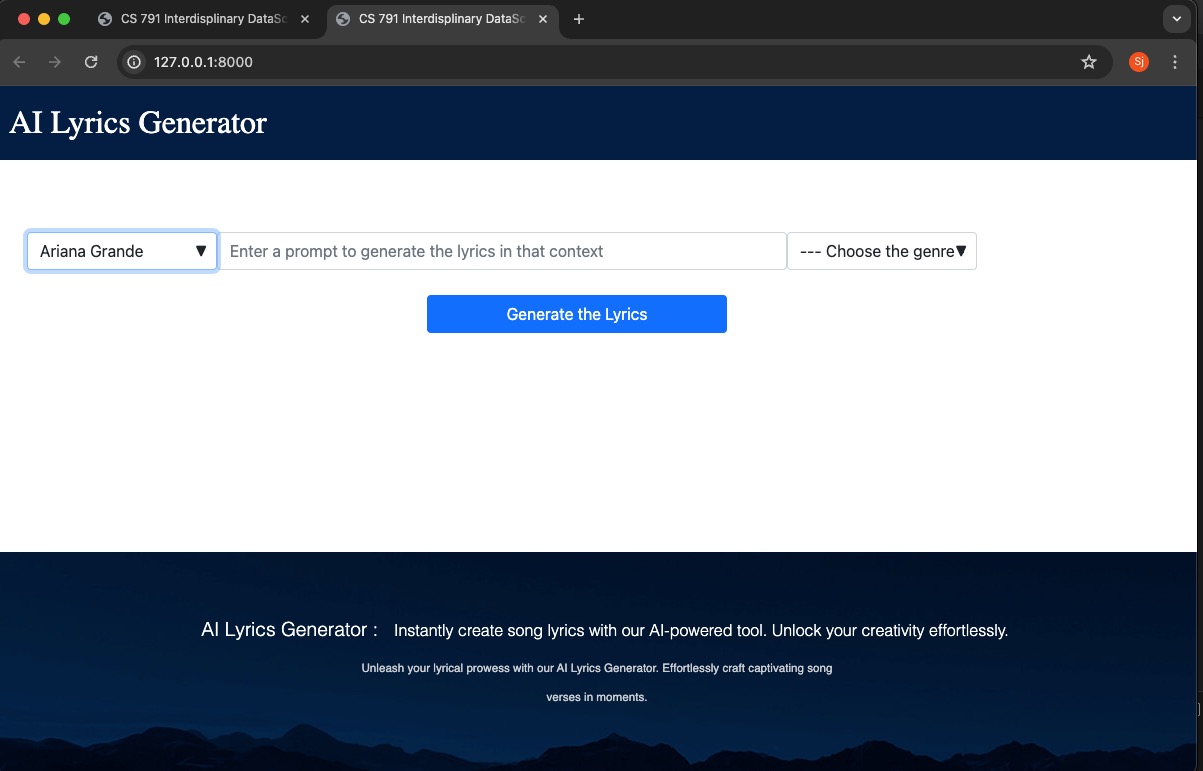 CS 791 Interdisplinary DataSc
CS 791 Interdisplinary DataSc
127.0.0.1:8000
Sj
AI Lyrics Generator
Ariana Grande
Enter a prompt to generate the lyrics in that context
--- Choose the genre
Generate the Lyrics
AI Lyrics Generator : Instantly create song lyrics with our AI-powered tool. Unlock your creativity effortlessly.
Unleash your lyrical prowess with our AI Lyrics Generator. Effortlessly craft captivating song
verses in moments.